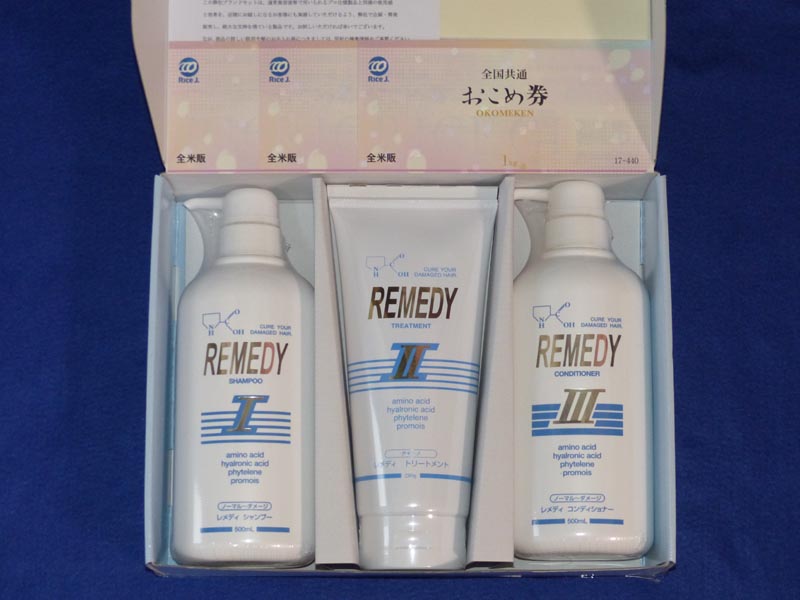 Rice J.
全米販
Rice J.
全米販
Rice J.
全国共通
おこめ券
OKOMEKEN
全米販
17-440
N
H
O
OH
CURE YOUR
DAMAGED HAIR.
REMEDY
SHAMPOO
I
amino acid
hyalronic acid
phytelene
promois
ノーマル〜ダメージ
レメディ シャンプー
500mL
N
H
C
O
OH
CURE YOUR
DAMAGED HAIR.
REMEDY
TREATMENT
II
amino acid
hyalronic acid
phytelene
promois
レメディ トリートメント
N
H
C
O
OH
CURE YOUR
DAMAGED HAIR.
REMEDY
CONDITIONER
III
amino acid
hyalronic acid
phytelene
promois
ノーマル〜ダメージ
レメディ コンディショナー
500mL